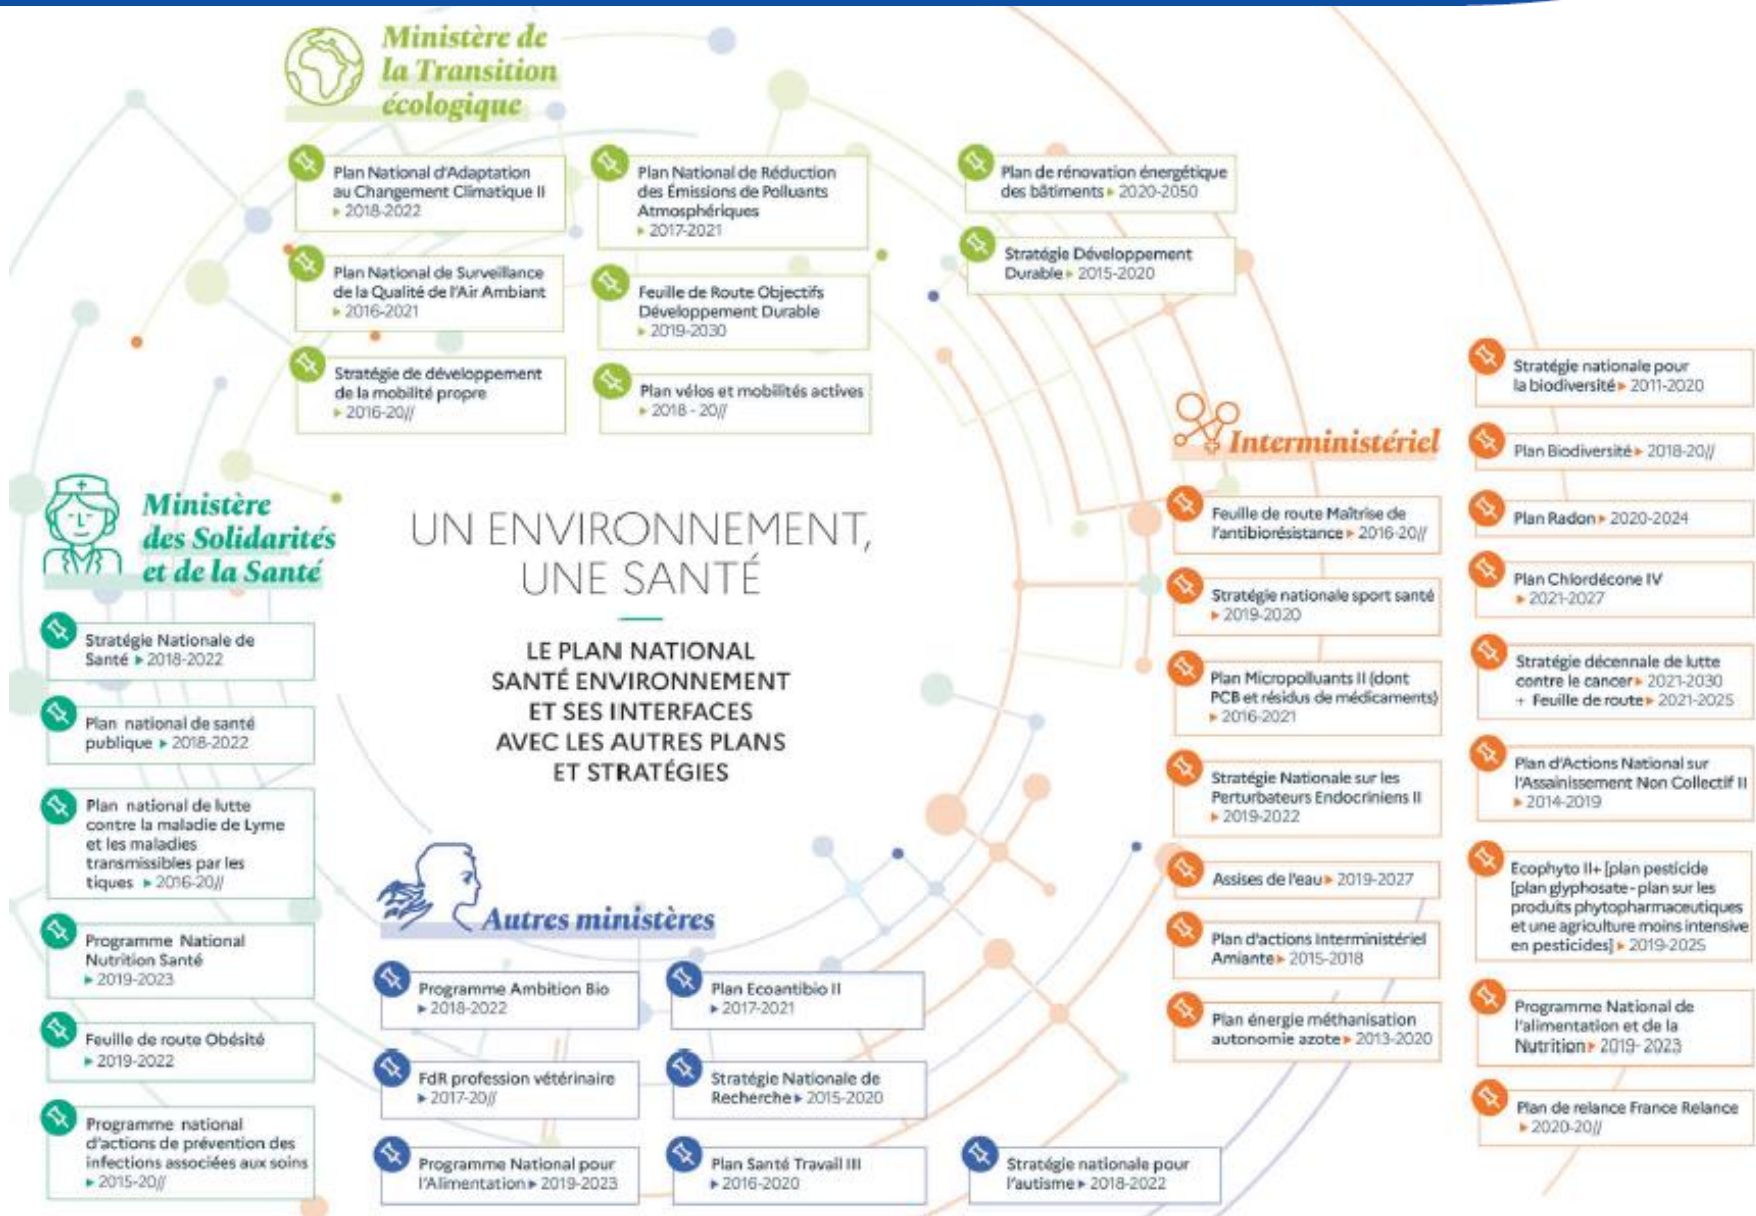 Ministère de
la Transition
écologique
Plan National d'Adaptation
au Changement Climatique II
▸ 2018-2022
Plan National de Surveillance
de la Qualité de l'Air Ambiant
▸ 2016-2021
Stratégie de développement
de la mobilité propre
▸ 2016-20//
Plan National de Réduction
des Émissions de Polluants
Atmosphériques
▸ 2017-2021
Feuille de Route Objectifs
Développement Durable
▸ 2019-2030
Plan vélos et mobilités actives
▸ 2018 - 20//
Plan de rénovation énergétique
des bâtiments ▸ 2020-2050
Stratégie Développement
Durable ▸ 2015-2020
Ministère
des Solidarités
et de la Santé
Stratégie Nationale de
Santé ▸ 2018-2022
Plan national de santé
publique ▸ 2018-2022
Plan national de lutte
contre la maladie de Lyme
et les maladies
transmissibles par les
tiques ▸ 2016-20//
Programme National
Nutrition Santé
▸ 2019-2023
Feuille de route Obésité
▸ 2019-2022
Programme national
d'actions de prévention des
infections associées aux soins
▸ 2015-20//
UN ENVIRONNEMENT,
UNE SANTÉ
LE PLAN NATIONAL
SANTÉ ENVIRONNEMENT
ET SES INTERFACES
AVEC LES AUTRES PLANS
ET STRATÉGIES
Autres ministères
Programme Ambition Bio
▸ 2018-2022
FdR profession vétérinaire
▸ 2017-20//
Programme National pour
l'Alimentation ▸ 2019-2023
Plan Ecoantibio II
▸ 2017-2021
Stratégie Nationale de
Recherche ▸ 2015-2020
Plan Santé Travail III
▸ 2016-2020
Stratégie nationale pour
l'autisme ▸ 2018-2022
Interministériel
Feuille de route Maîtrise de
l'antibiorésistance ▸ 2016-20//
Stratégie nationale sport santé
▸ 2019-2020
Plan Micropolluants II (dont
PCB et résidus de médicaments)
▸ 2016-2021
Stratégie Nationale sur les
Perturbateurs Endocriniens II
▸ 2019-2022
Assises de l'eau ▸ 2019-2027
Plan d'actions Interministériel
Amiante ▸ 2015-2018
Plan énergie méthanisation
autonomie azote ▸ 2013-2020
Stratégie nationale pour
la biodiversité ▸ 2011-2020
Plan Biodiversité ▸ 2018-20//
Plan Radon ▸ 2020-2024
Plan Chlordécone IV
▸ 2021-2027
Stratégie décennale de lutte
contre le cancer ▸ 2021-2030
+ Feuille de route ▸ 2021-2025
Plan d'Actions National sur
l'Assainissement Non Collectif II
▸ 2014-2019
Ecophyto II+ [plan pesticide
[plan glyphosate - plan sur les
produits phytopharmaceutiques
et une agriculture moins intensive
en pesticides] ▸ 2019-2025
Programme National de
l'alimentation et de la
Nutrition ▸ 2019- 2023
Plan de relance France Relance
▸ 2020-20//